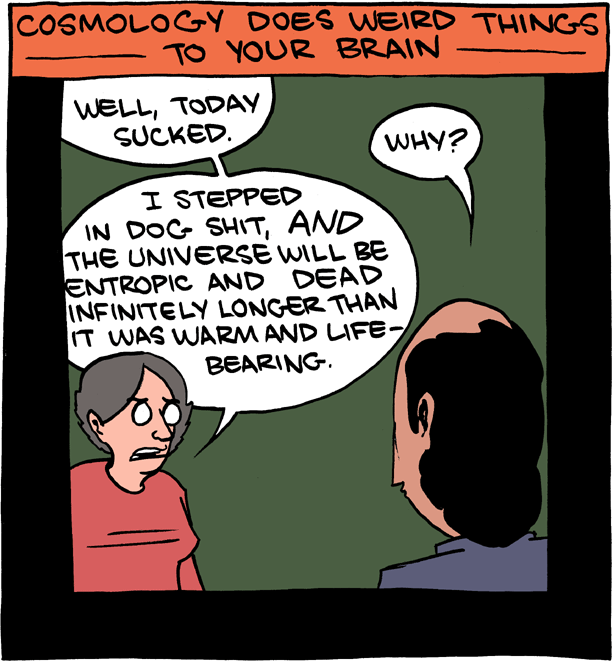 COSMOLOGY DOES WEIRD THINGS
TO YOUR BRAIN
WELL, TODAY
SUCKED.
WHY?
I STEPPED
IN DOG SHIT, AND
THE UNIVERSE WILL BE
ENTROPIC AND DEAD
INFINITELY LONGER THAN
IT WAS WARM AND LIFE-
BEARING.